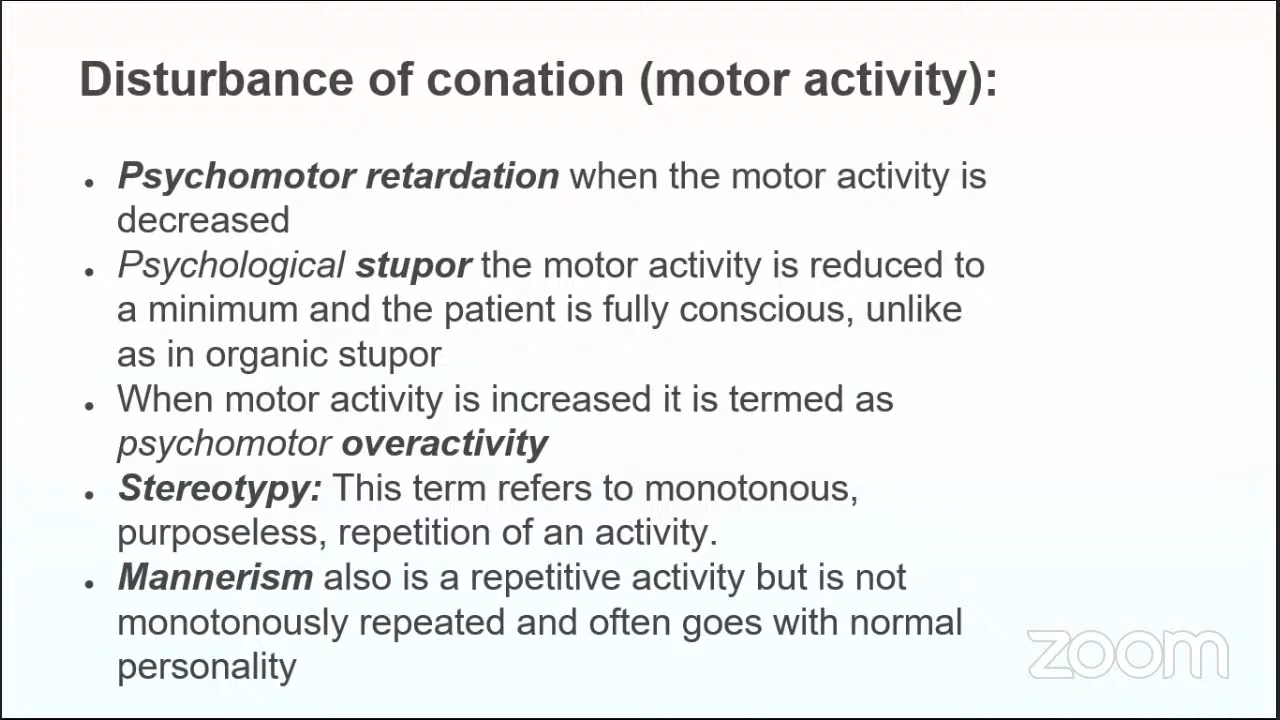 Disturbance of conation (motor activity):
• Psychomotor retardation when the motor activity is
decreased
• Psychological stupor the motor activity is reduced to
a minimum and the patient is fully conscious, unlike
as in organic stupor
• When motor activity is increased it is termed as
psychomotor overactivity
• Stereotypy: This term refers to monotonous,
purposeless, repetition of an activity.
• Mannerism also is a repetitive activity but is not
monotonously repeated and often goes with normal
personality
zoom